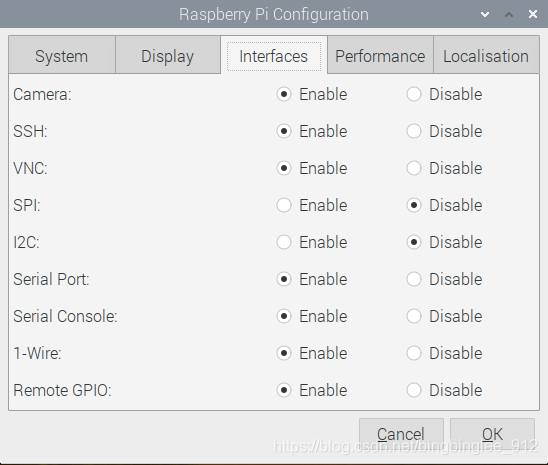 Raspberry Pi Configuration
System Display Interfaces Performance Localisation
Camera: Enable Disable
SSH: Enable Disable
VNC: Enable Disable
SPI: Enable Disable
I2C: Enable Disable
Serial Port: Enable Disable
Serial Console: Enable Disable
1-Wire: Enable Disable
Remote GPIO: Enable Disable
Cancel OK
https://blog.csdn.net/bingbinglee_912